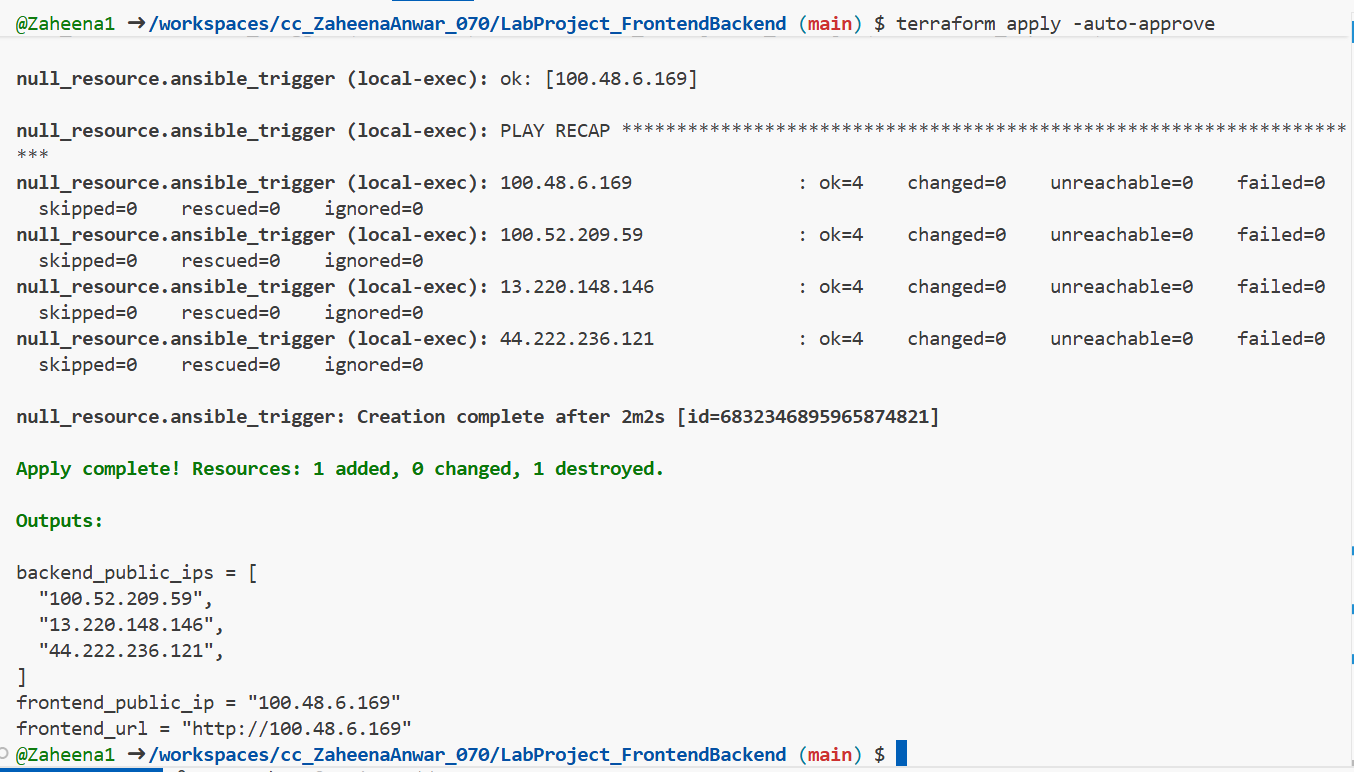 @Zaheena1 ➜/workspaces/cc_ZaheenaAnwar_070/LabProject_FrontendBackend (main) $ terraform apply -auto-approve
null_resource.ansible_trigger (local-exec): ok: [100.48.6.169]
null_resource.ansible_trigger (local-exec): PLAY RECAP ******************************************************************
***
null_resource.ansible_trigger (local-exec): 100.48.6.169               : ok=4    changed=0    unreachable=0    failed=0
  skipped=0    rescued=0    ignored=0
null_resource.ansible_trigger (local-exec): 100.52.209.59              : ok=4    changed=0    unreachable=0    failed=0
  skipped=0    rescued=0    ignored=0
null_resource.ansible_trigger (local-exec): 13.220.148.146             : ok=4    changed=0    unreachable=0    failed=0
  skipped=0    rescued=0    ignored=0
null_resource.ansible_trigger (local-exec): 44.222.236.121             : ok=4    changed=0    unreachable=0    failed=0
  skipped=0    rescued=0    ignored=0
null_resource.ansible_trigger: Creation complete after 2m2s [id=6832346895965874821]
Apply complete! Resources: 1 added, 0 changed, 1 destroyed.
Outputs:
backend_public_ips = [
  "100.52.209.59",
  "13.220.148.146",
  "44.222.236.121",
]
frontend_public_ip = "100.48.6.169"
frontend_url = "http://100.48.6.169"
@Zaheena1 ➜/workspaces/cc_ZaheenaAnwar_070/LabProject_FrontendBackend (main) $